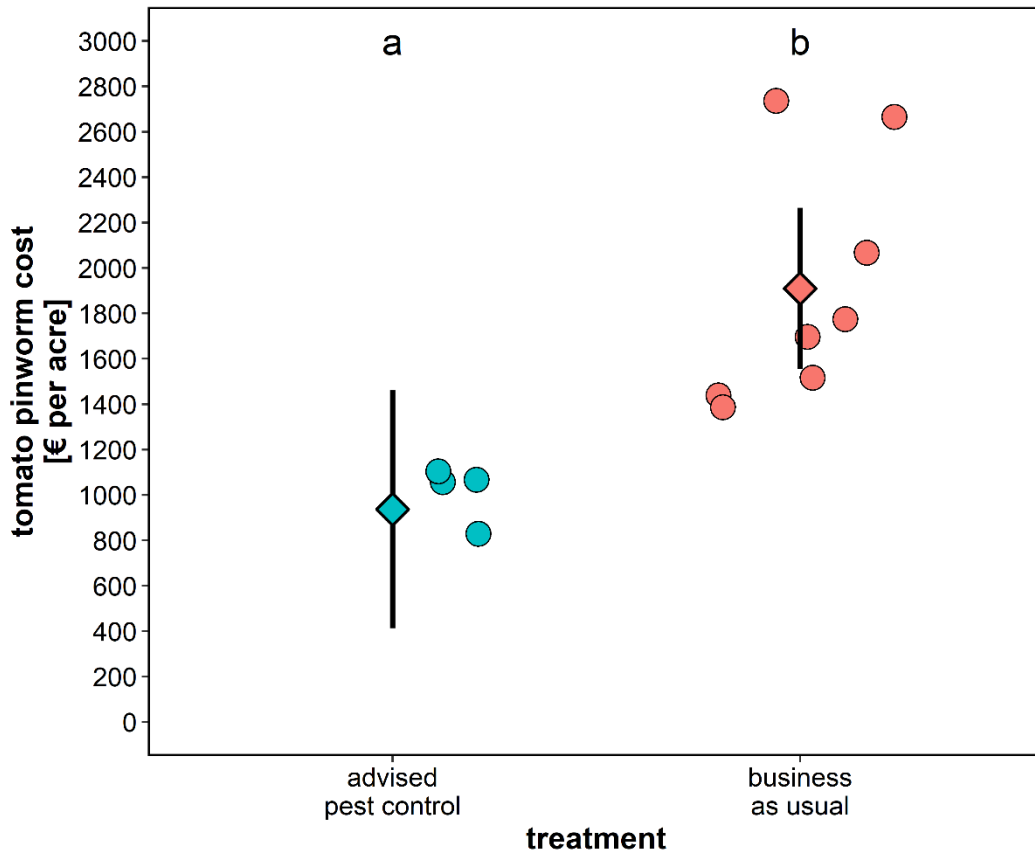 tomato pinworm cost
[€ per acre]
3000
2800
2600
2400
2200
2000
1800
1600
1400
1200
1000
800
600
400
200
0
a
b
advised
pest control
business
as usual
treatment